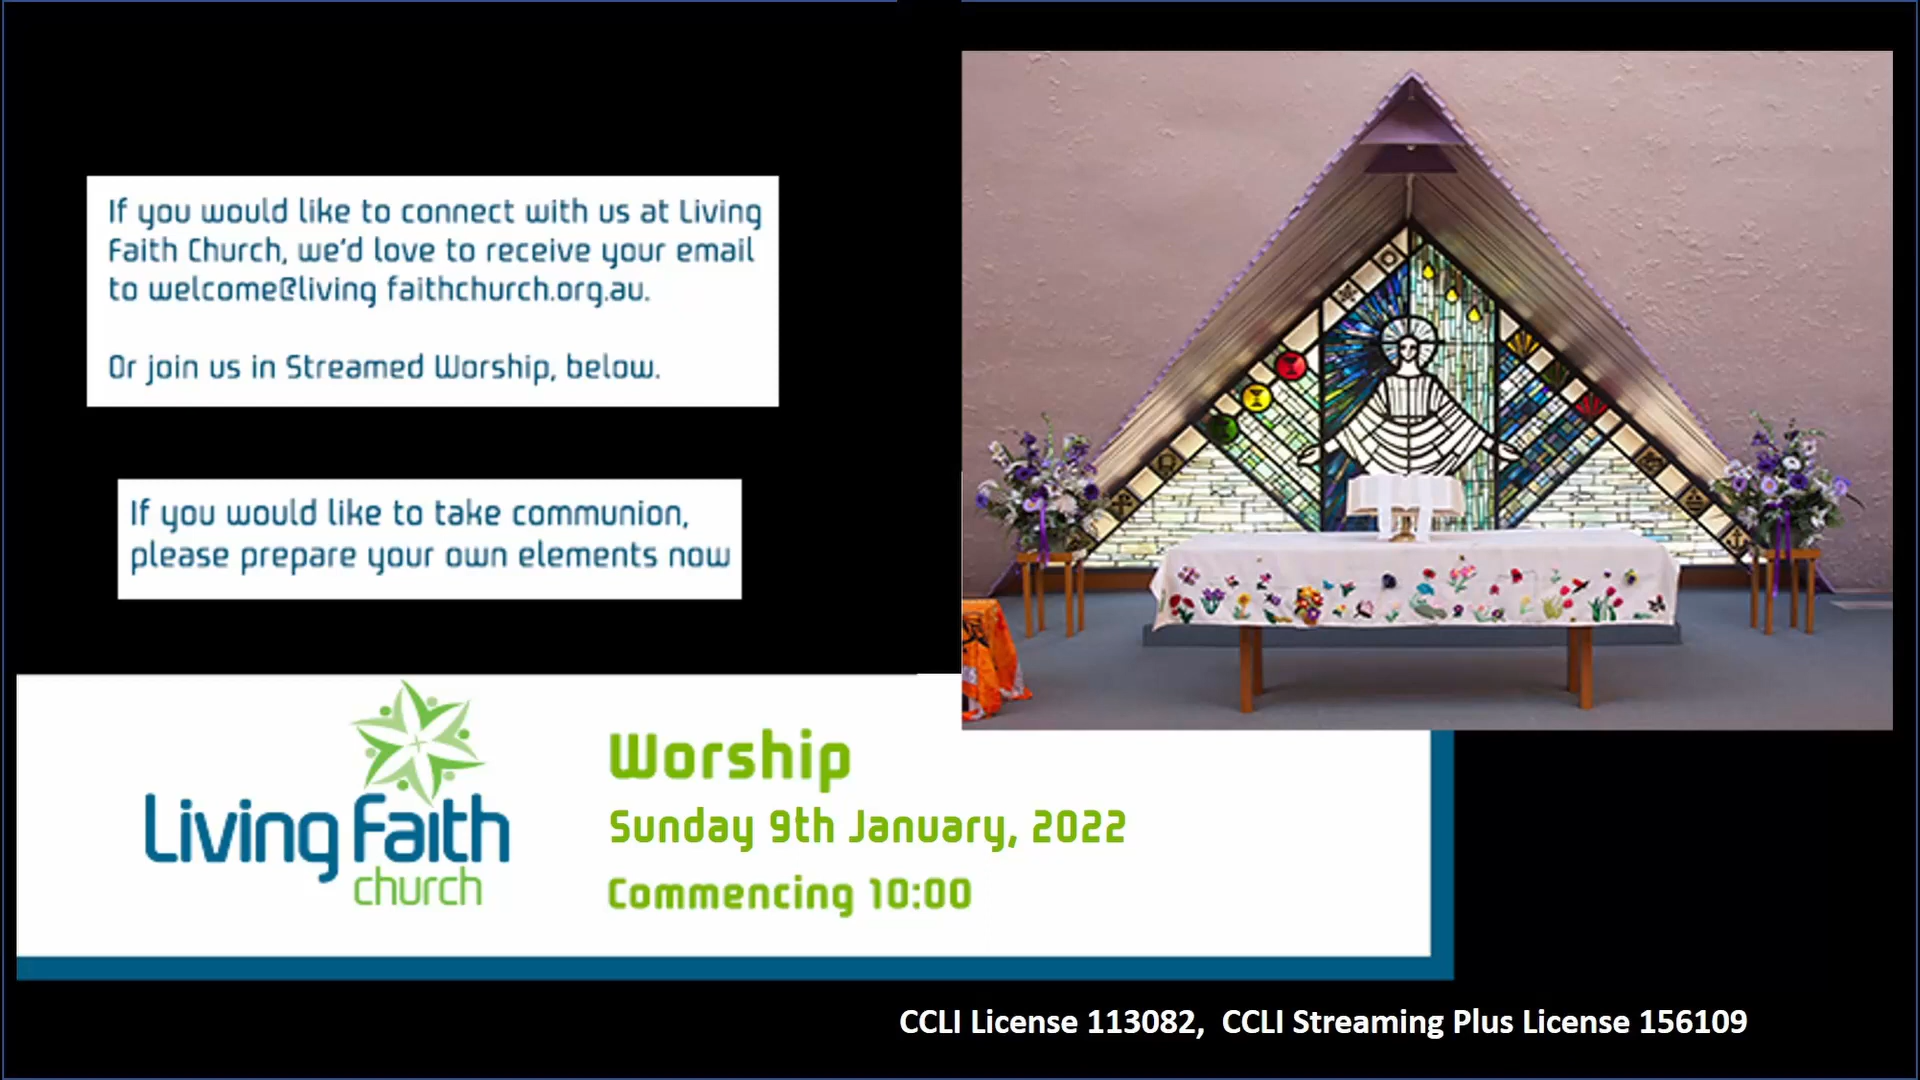 If you would like to connect with us at Living
Faith Church, we'd love to receive your email
to welcome@living faithchurch.org.au.
Or join us in Streamed Worship, below.
If you would like to take communion,
please prepare your own elements now
Living Faith
church
Worship
Sunday 9th January, 2022
Commencing 10:00
CCLI License 113082,  CCLI Streaming Plus License 156109